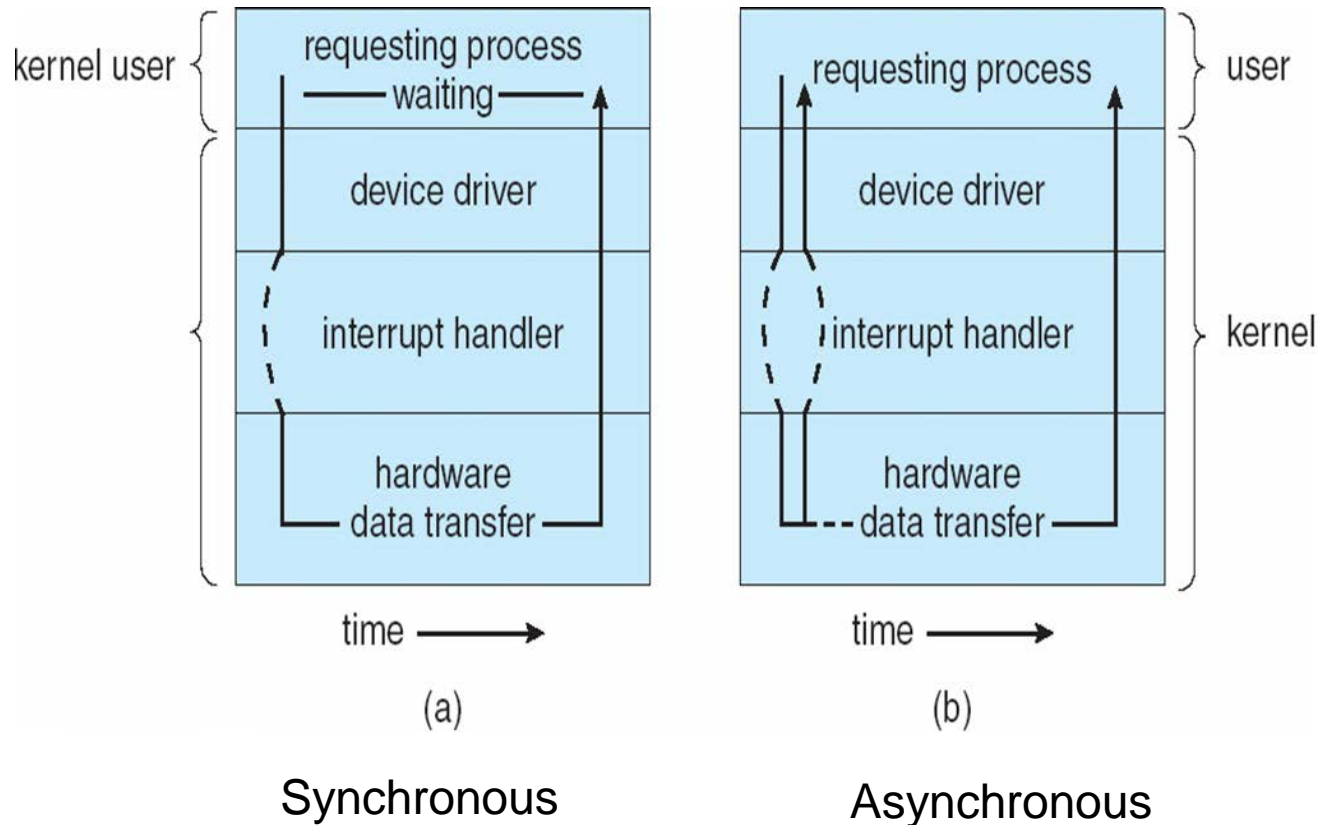 kernel user
requesting process
waiting
device driver
interrupt handler
hardware
data transfer
time
(a)
Synchronous
requesting process
user
device driver
interrupt handler
kernel
hardware
data transfer
time
(b)
Asynchronous